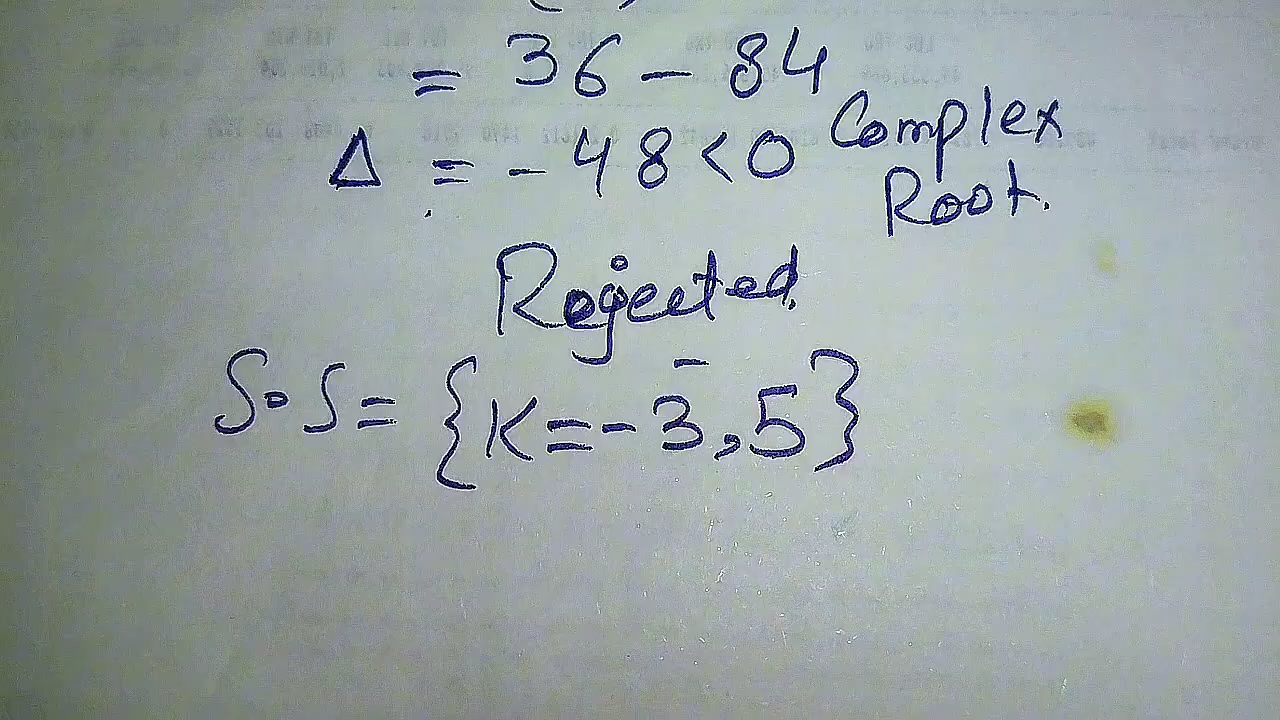 = 36 - 84
Δ = - 48 < 0 Complex
Root.
Rejected.
S.S = {K = - 3, 5}